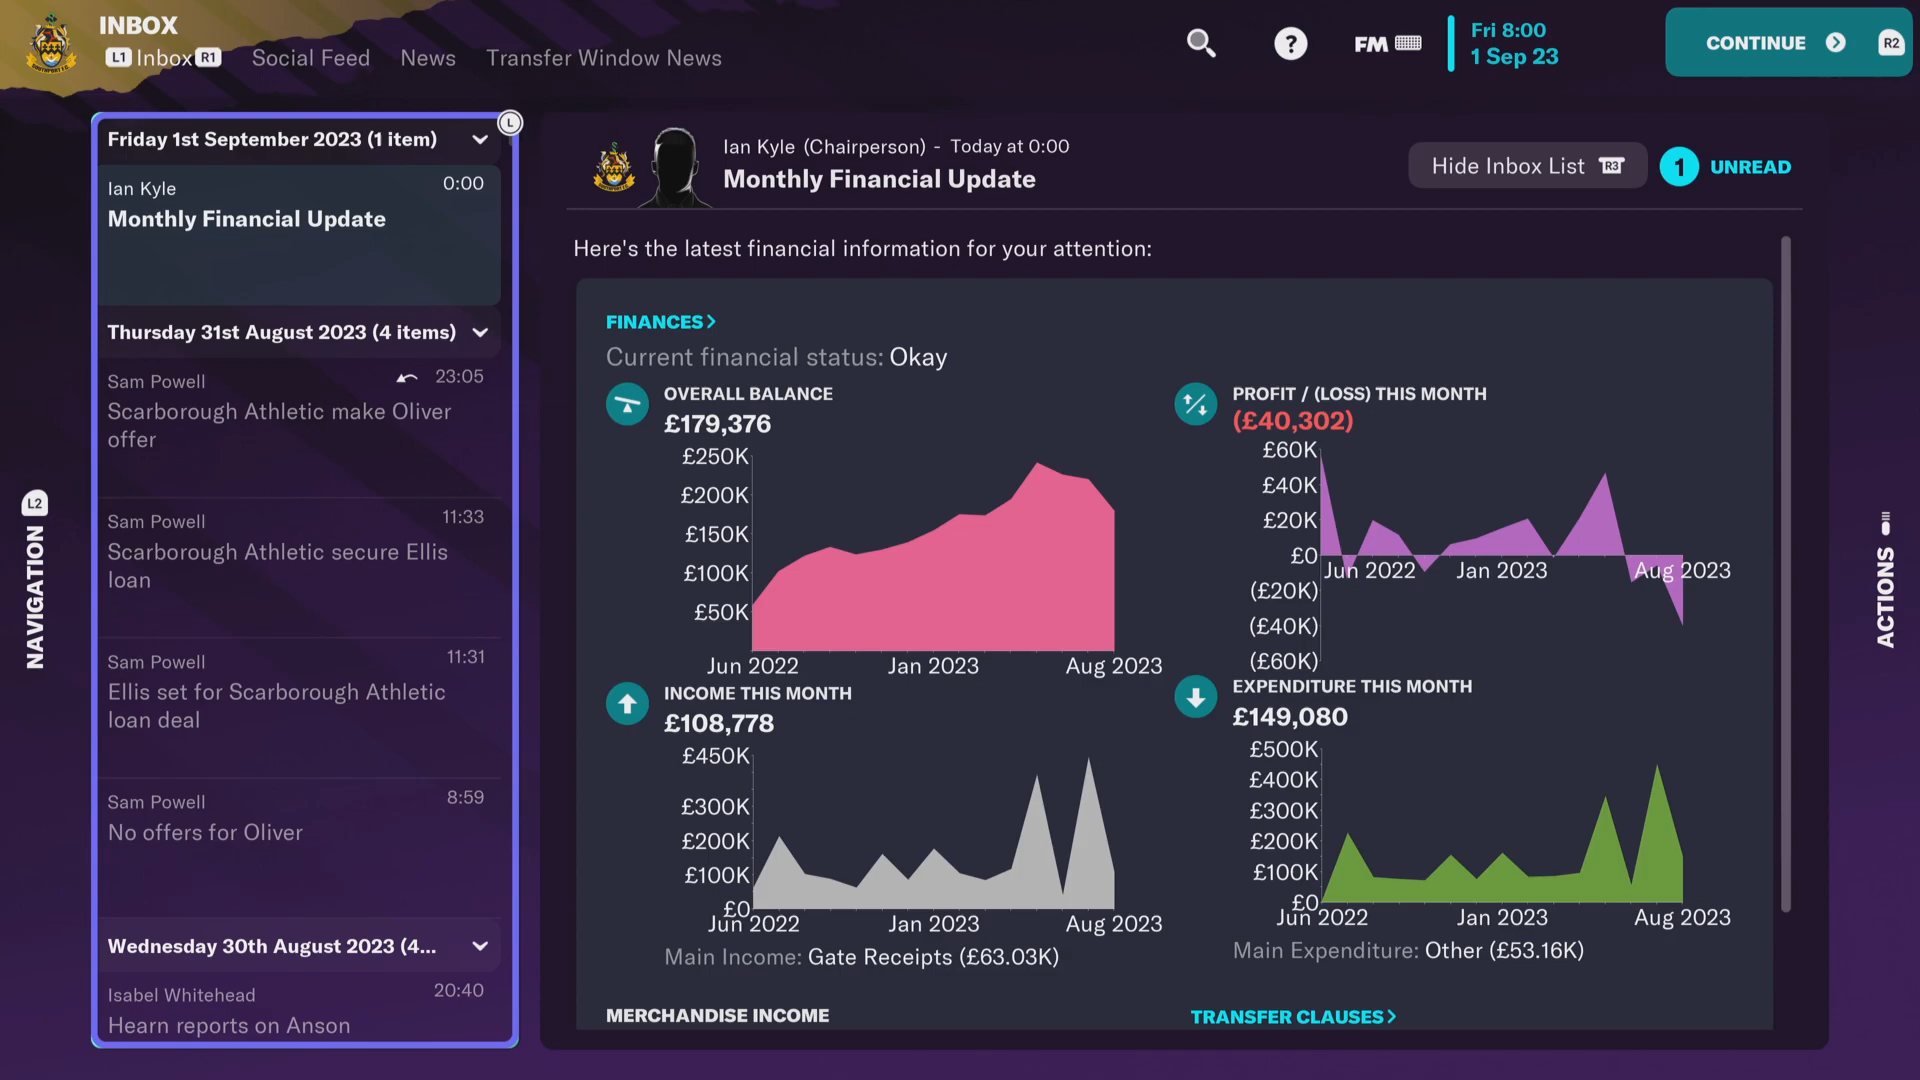 INBOX
L1 Inbox R1 Social Feed News Transfer Window News
?
FM
Fri 8:00
1 Sep 23
CONTINUE R2
L
Friday 1st September 2023 (1 item)
Ian Kyle 0:00
Monthly Financial Update
Thursday 31st August 2023 (4 items)
Sam Powell 23:05
Scarborough Athletic make Oliver
offer
Sam Powell 11:33
Scarborough Athletic secure Ellis
loan
Sam Powell 11:31
Ellis set for Scarborough Athletic
loan deal
Sam Powell 8:59
No offers for Oliver
Wednesday 30th August 2023 (4...
Isabel Whitehead 20:40
Hearn reports on Anson
L2
NAVIGATION
Ian Kyle (Chairperson) - Today at 0:00
Monthly Financial Update
Hide Inbox List R3
1 UNREAD
Here's the latest financial information for your attention:
FINANCES
Current financial status: Okay
OVERALL BALANCE
£179,376
£250K
£200K
£150K
£100K
£50K
Jun 2022 Jan 2023 Aug 2023
PROFIT / (LOSS) THIS MONTH
(£40,302)
£60K
£40K
£20K
£0
Jun 2022 Jan 2023 Aug 2023
(£20K)
(£40K)
(£60K)
INCOME THIS MONTH
£108,778
£450K
£300K
£200K
£100K
£0
Jun 2022 Jan 2023 Aug 2023
Main Income: Gate Receipts (£63.03K)
EXPENDITURE THIS MONTH
£149,080
£500K
£400K
£300K
£200K
£100K
£0
Jun 2022 Jan 2023 Aug 2023
Main Expenditure: Other (£53.16K)
MERCHANDISE INCOME
TRANSFER CLAUSES
ACTIONS